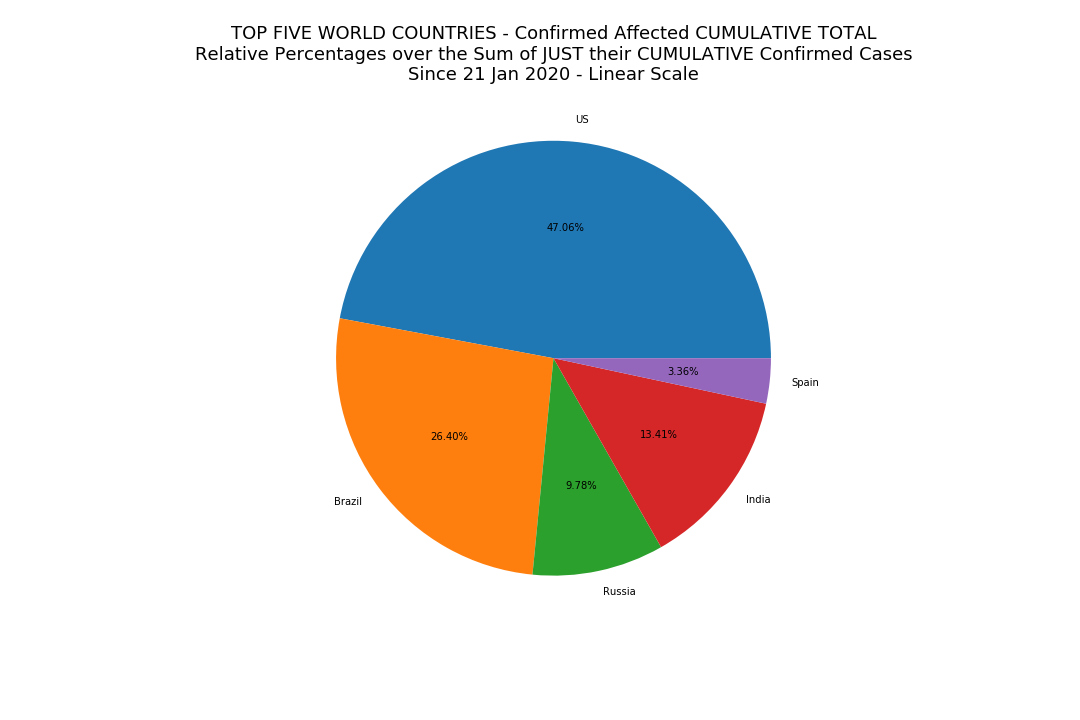 TOP FIVE WORLD COUNTRIES - Confirmed Affected CUMULATIVE TOTAL
Relative Percentages over the Sum of JUST their CUMULATIVE Confirmed Cases
Since 21 Jan 2020 - Linear Scale
US
47.06%
3.36%
Spain
26.40%
13.41%
9.78%
Brazil
India
Russia